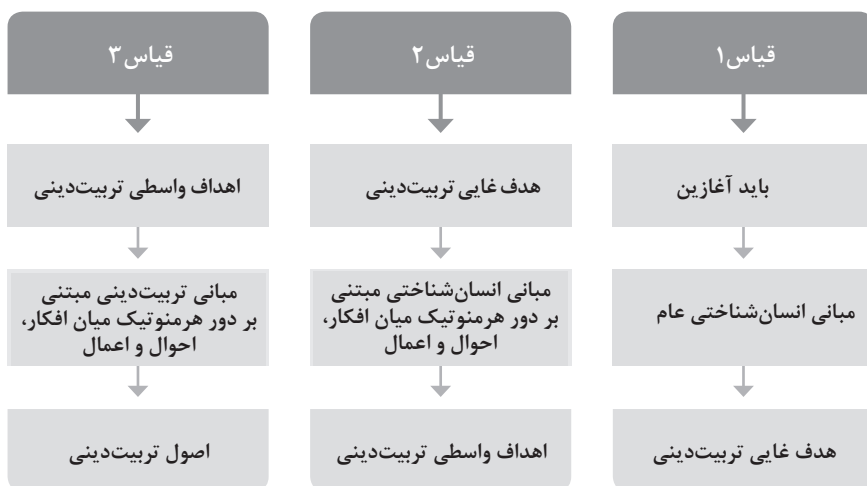 قیاس۱
باید آغازین
مبانی انسان‌شناختی عام
هدف غایی تربیت‌دینی
قیاس۲
هدف غایی تربیت‌دینی
مبانی انسان‌شناختی مبتنی
بر دور هرمنوتیک میان افکار،
احوال و اعمال
اهداف واسطی تربیت‌دینی
قیاس۳
اهداف واسطی تربیت‌دینی
مبانی تربیت‌دینی مبتنی
بر دور هرمنوتیک میان افکار،
احوال و اعمال
اصول تربیت‌دینی